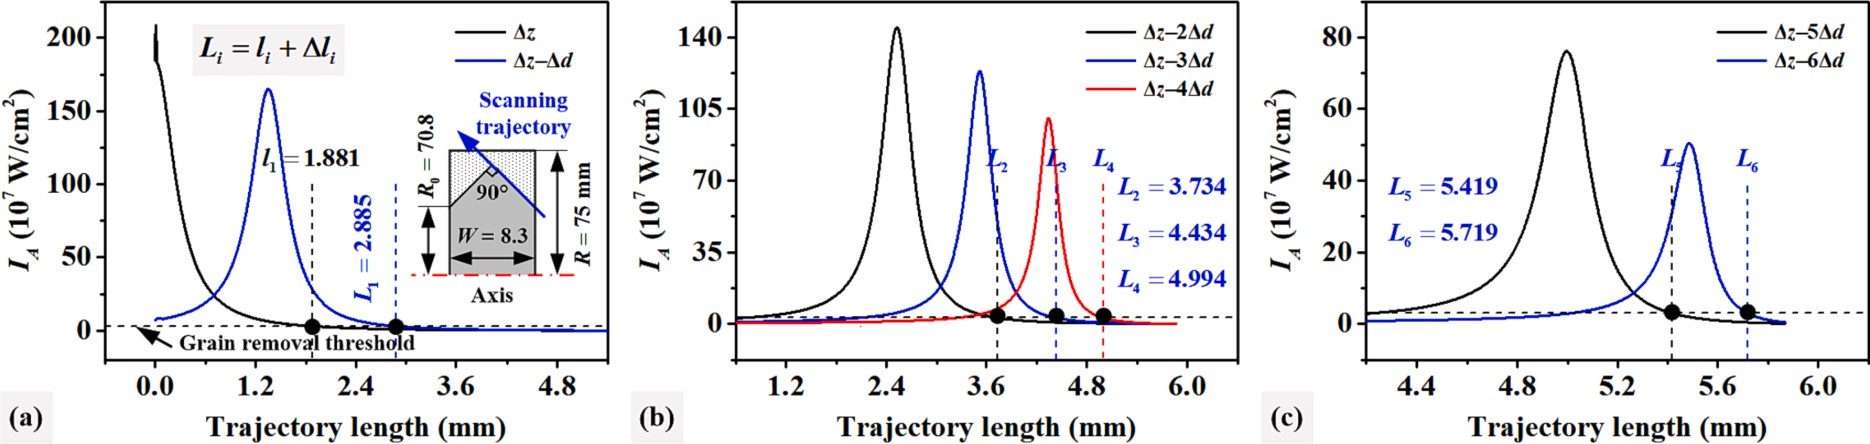 L_i = l_i + Δl_i
Δz
Δz–Δd
Scanning
trajectory
l_1 = 1.881
L_1 = 2.885
R_0 = 70.8
90°
W = 8.3
R = 75 mm
Axis
Grain removal threshold
I_A (10^7 W/cm^2)
200
150
100
50
0
0.0 1.2 2.4 3.6 4.8
Trajectory length (mm)
(a)
Δz–2Δd
Δz–3Δd
Δz–4Δd
L_2 L_3 L_4
L_2 = 3.734
L_3 = 4.434
L_4 = 4.994
I_A (10^7 W/cm^2)
140
105
70
35
0
1.2 2.4 3.6 4.8 6.0
Trajectory length (mm)
(b)
Δz–5Δd
Δz–6Δd
L_5 L_6
L_5 = 5.419
L_6 = 5.719
I_A (10^7 W/cm^2)
80
60
40
20
0
4.4 4.8 5.2 5.6 6.0
Trajectory length (mm)
(c)